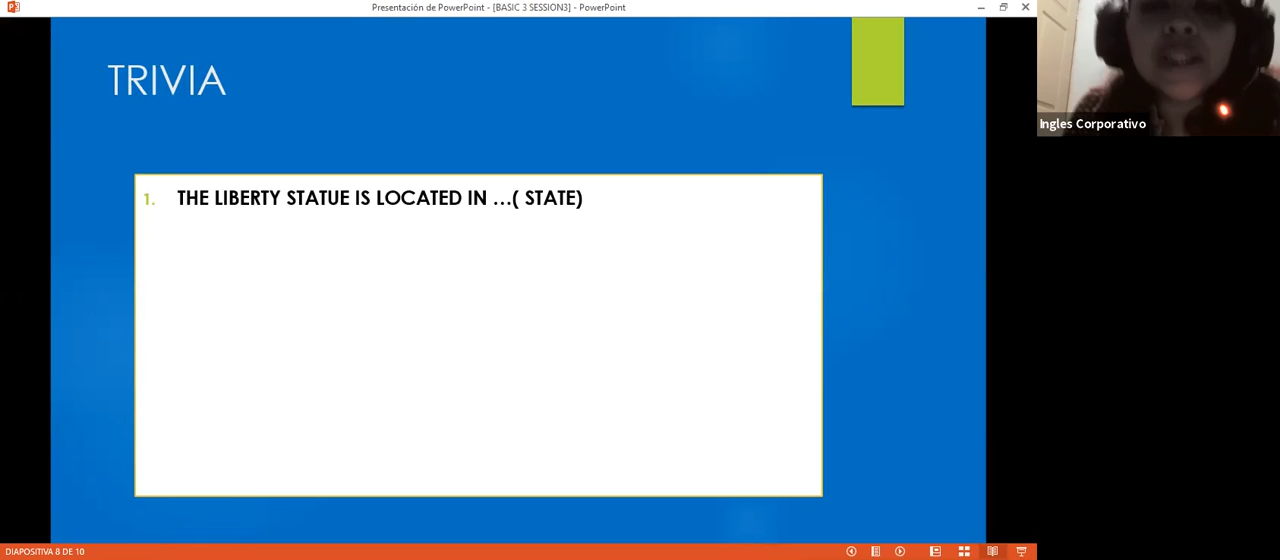 Presentación de PowerPoint - [BASIC 3 SESSION3] - PowerPoint
TRIVIA
1. THE LIBERTY STATUE IS LOCATED IN ...( STATE)
Ingles Corporativo
DIAPOSITIVA 8 DE 10